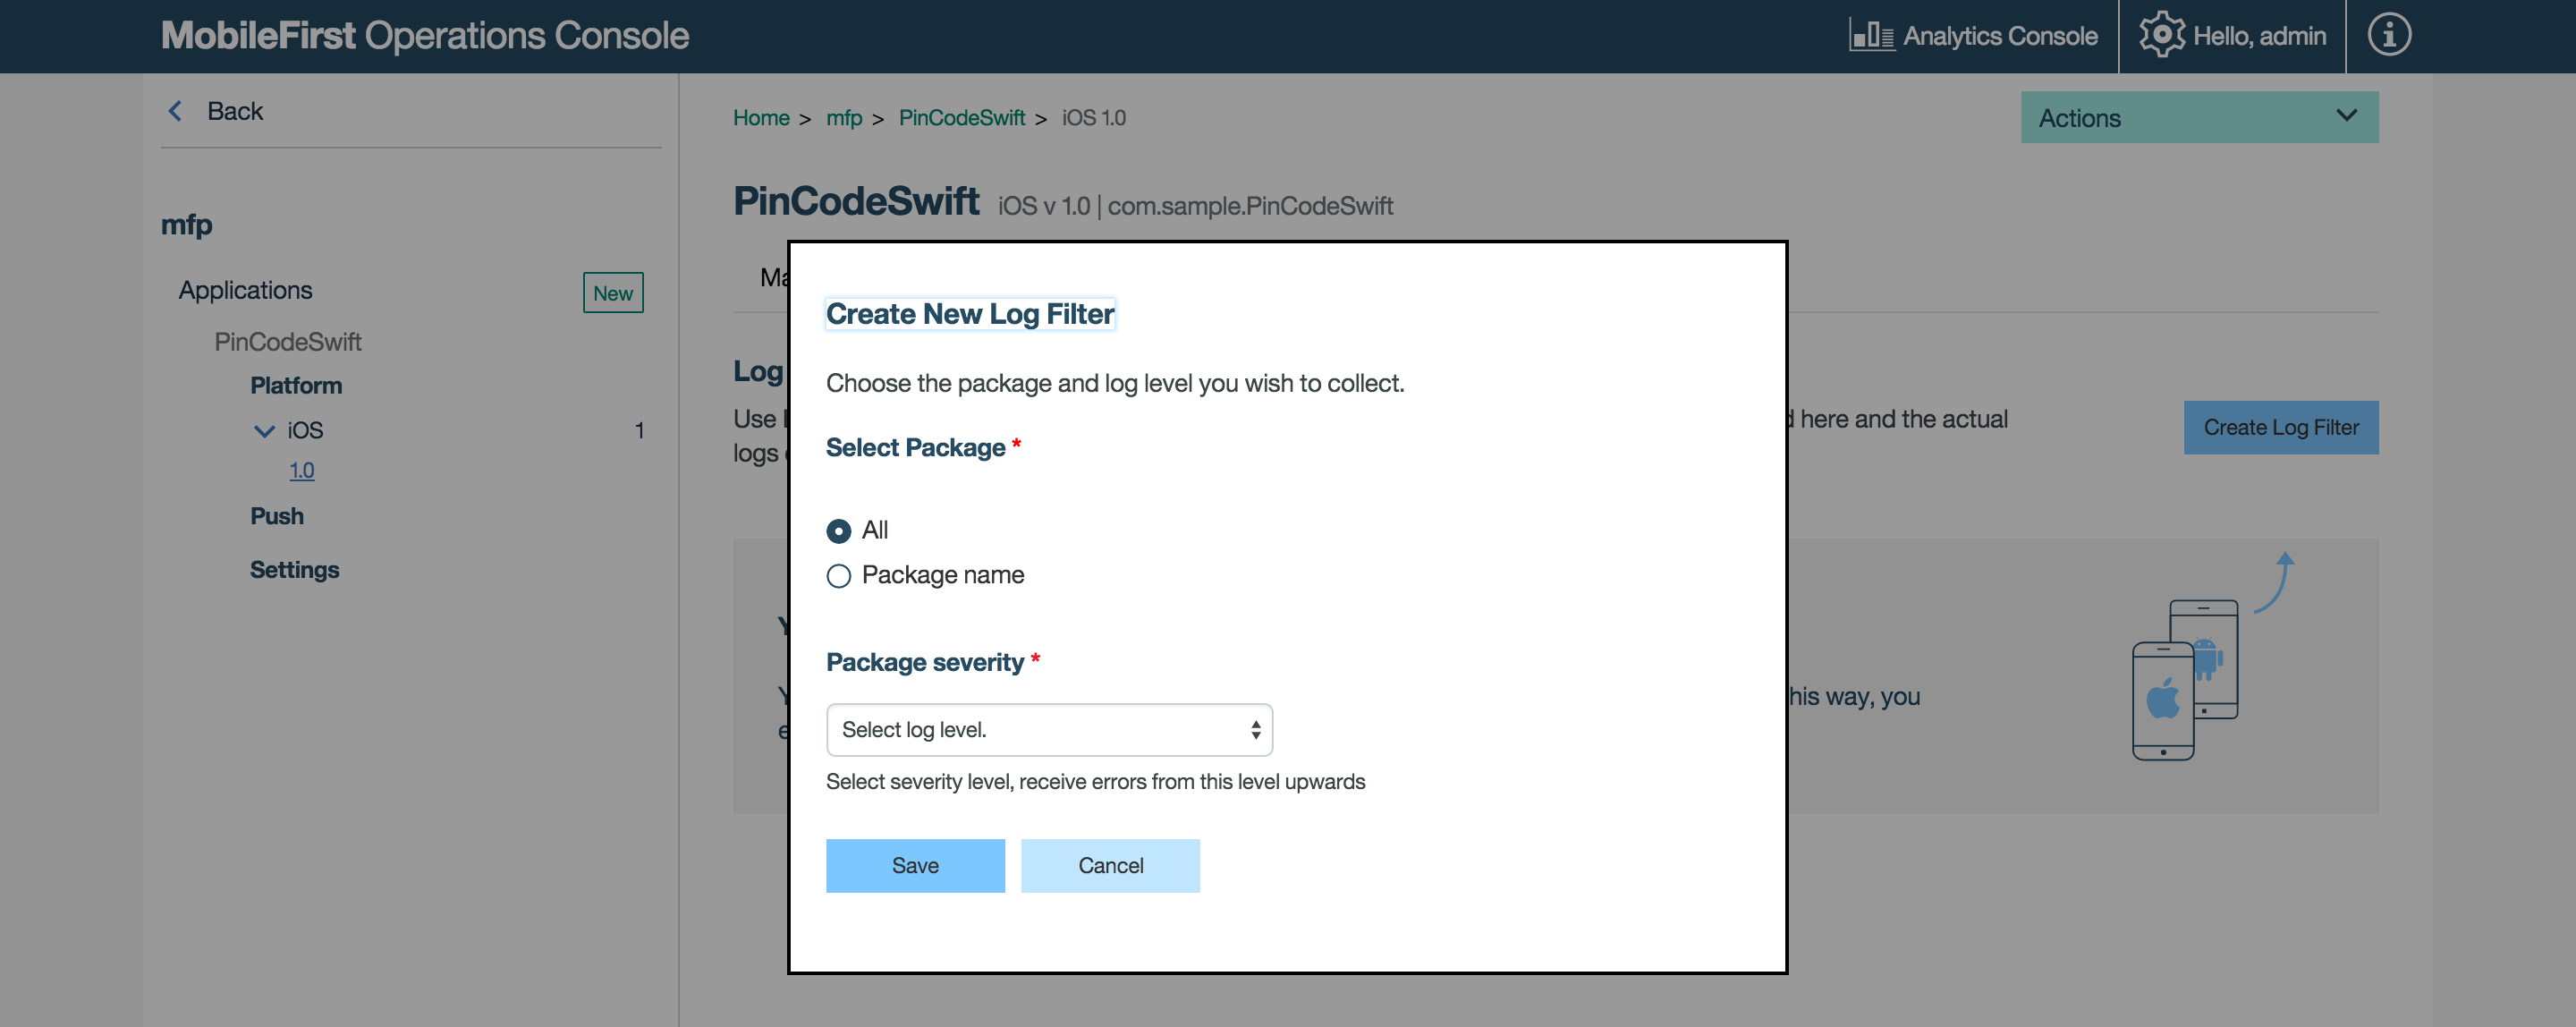 MobileFirst Operations Console
Analytics Console
Hello, admin
Back
Home > mfp > PinCodeSwift > iOS 1.0
Actions
PinCodeSwift iOS v 1.0 | com.sample.PinCodeSwift
mfp
Applications
New
PinCodeSwift
Platform
iOS 1
1.0
Push
Settings
Log
Use
here and the actual
logs
Create Log Filter
his way, you
Create New Log Filter
Choose the package and log level you wish to collect.
Select Package *
All
Package name
Package severity *
Select log level.
Select severity level, receive errors from this level upwards
Save
Cancel